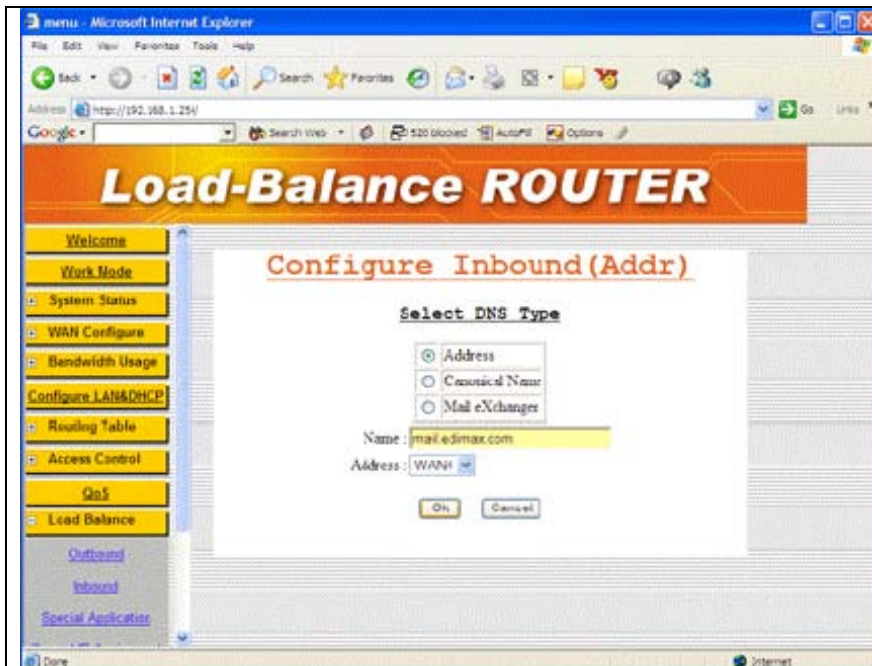 menu - Microsoft Internet Explorer
File Edit View Favorites Tools Help
Back Search Favorites
Address http://192.168.1.254/ Go Links
Google Search Web 520 blocked AutoFill Options
Load-Balance ROUTER
Welcome
Work Mode
System Status
WAN Configure
Bandwidth Usage
Configure LAN&DHCP
Routing Table
Access Control
QoS
Load Balance
Outbound
Inbound
Special Application
Configure Inbound(Addr)
Select DNS Type
Address
Canonical Name
Mail eXchanger
Name : mail.edimax.com
Address :
Ok Cancel
Done Internet